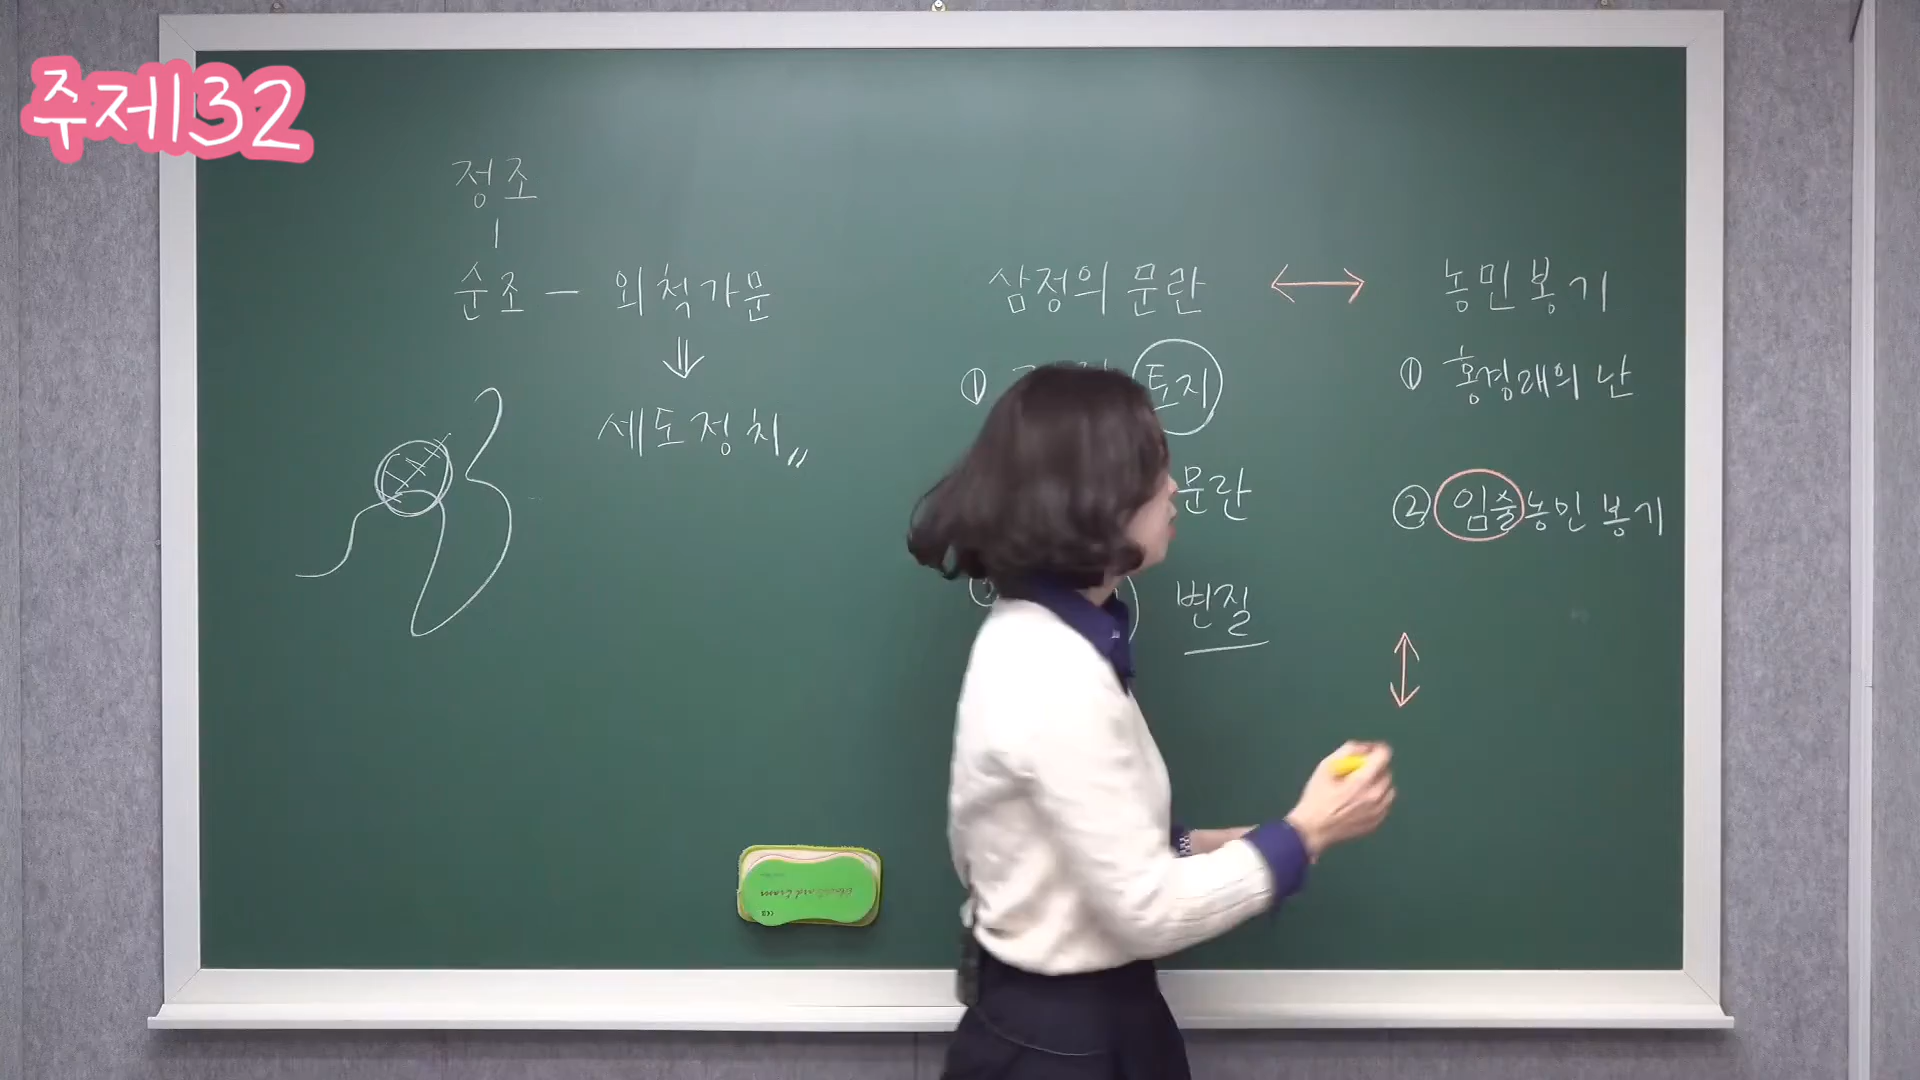 주제32
정조
순조 - 외척가문
⇓
세도정치〃
삼정의 문란 ↔ 농민봉기
① 토지
문란
변질
① 홍경래의 난
② 임술농민 봉기
↕